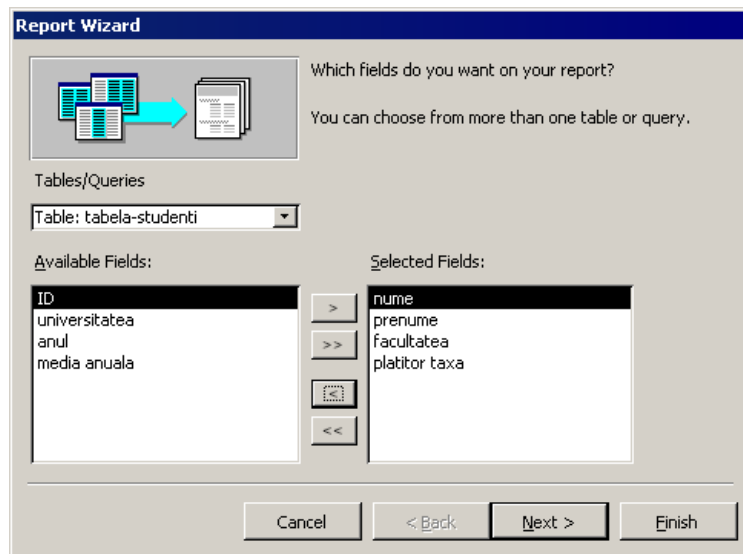 Report Wizard
Which fields do you want on your report?
You can choose from more than one table or query.
Tables/Queries
Table: tabela-studenti
Available Fields:
Selected Fields:
ID
universitatea
anul
media anuala
>
>>
<
<<
nume
prenume
facultatea
platitor taxa
Cancel
< Back
Next >
Finish